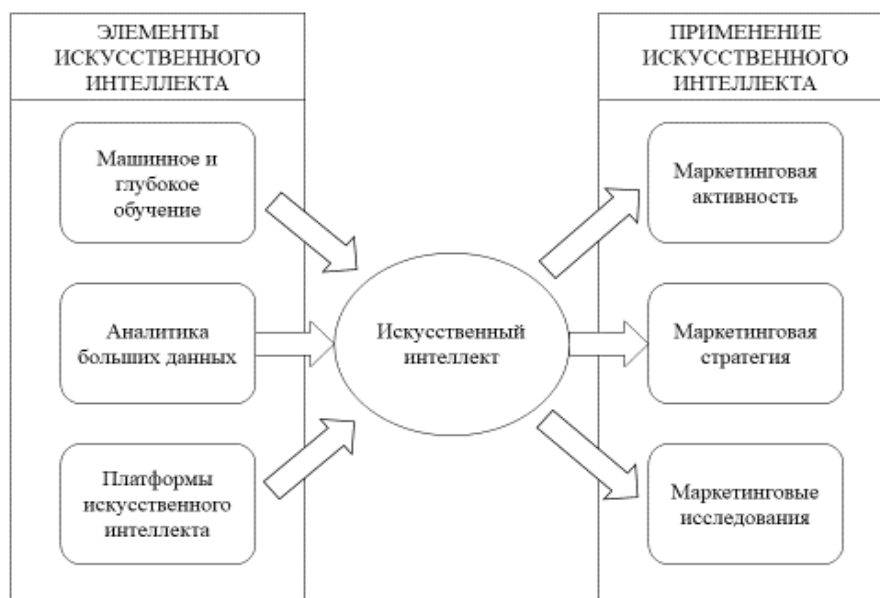 ЭЛЕМЕНТЫ
ИСКУССТВЕННОГО
ИНТЕЛЛЕКТА
Машинное и
глубокое
обучение
Аналитика
больших данных
Платформы
искусственного
интеллекта
Искусственный
интеллект
ПРИМЕНЕНИЕ
ИСКУССТВЕННОГО
ИНТЕЛЛЕКТА
Маркетинговая
активность
Маркетинговая
стратегия
Маркетинговые
исследования